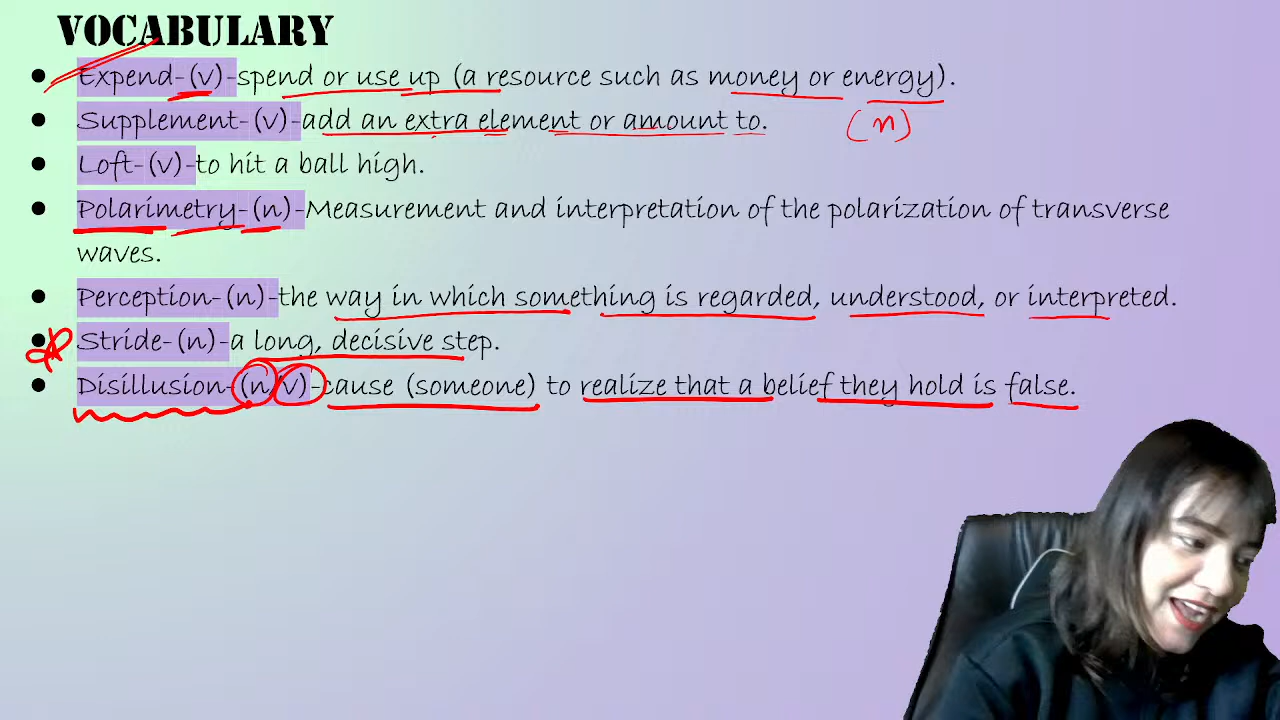 VOCABULARY
● Expend-(v)-spend or use up (a resource such as money or energy).
● Supplement-(v)-add an extra element or amount to.
(n)
● Loft-(v)-to hit a ball high.
● Polarimetry-(n)-Measurement and interpretation of the polarization of transverse
waves.
● Perception-(n)-the way in which something is regarded, understood, or interpreted.
● Stride-(n)-a long, decisive step.
● Disillusion-(n/v)-cause (someone) to realize that a belief they hold is false.